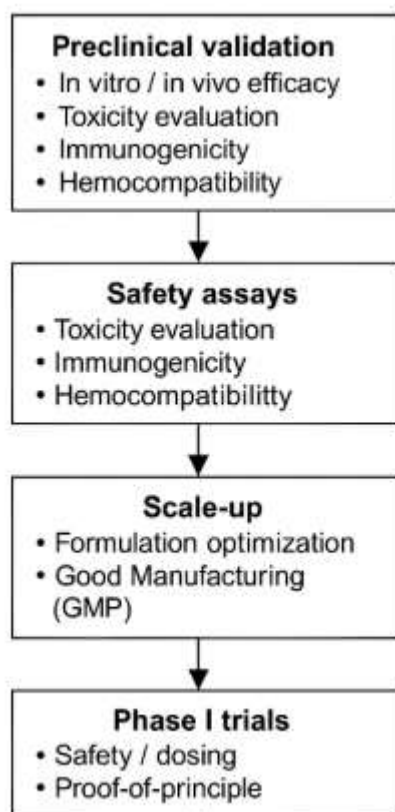 Preclinical validation
• In vitro / in vivo efficacy
• Toxicity evaluation
• Immunogenicity
• Hemocompatibility
Safety assays
• Toxicity evaluation
• Immunogenicity
• Hemocompatibilitty
Scale-up
• Formulation optimization
• Good Manufacturing
(GMP)
Phase I trials
• Safety / dosing
• Proof-of-principle